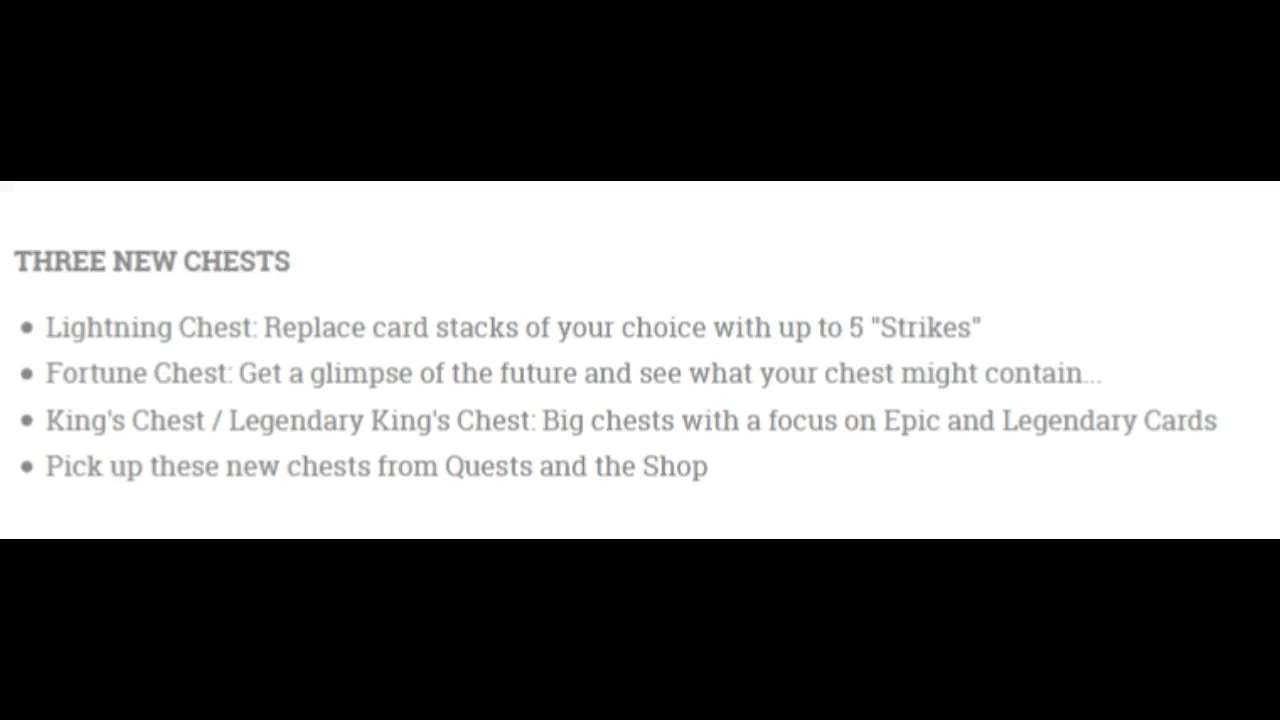 THREE NEW CHESTS
• Lightning Chest: Replace card stacks of your choice with up to 5 "Strikes"
• Fortune Chest: Get a glimpse of the future and see what your chest might contain...
• King's Chest / Legendary King's Chest: Big chests with a focus on Epic and Legendary Cards
• Pick up these new chests from Quests and the Shop